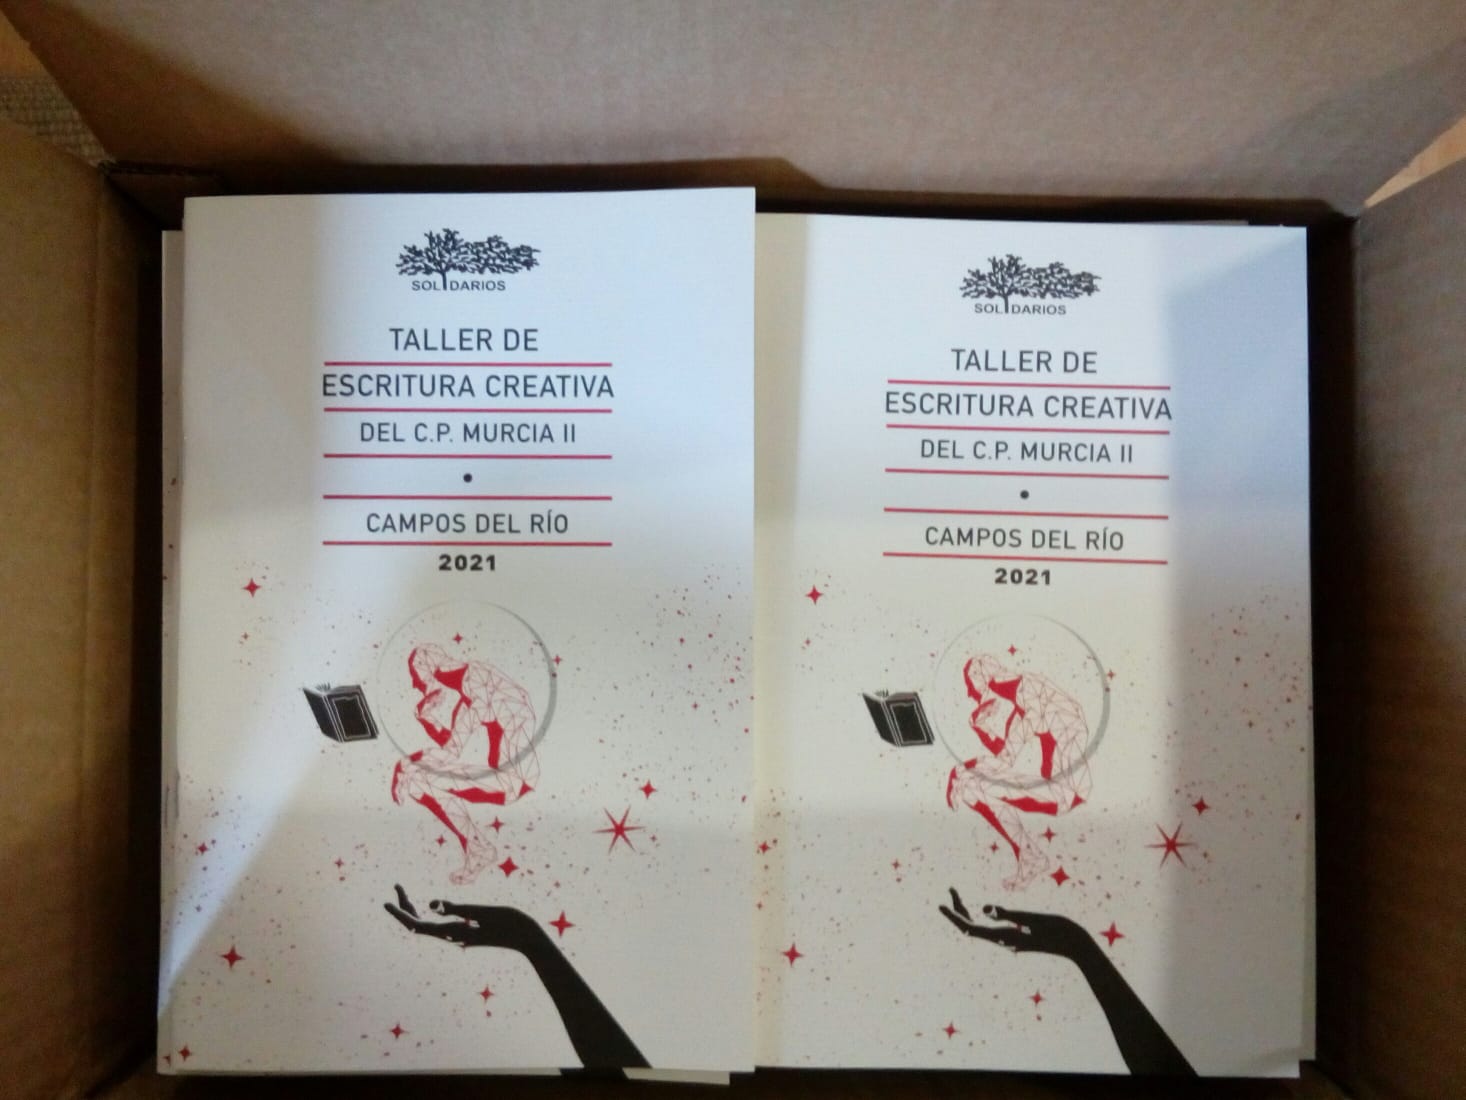 SOLIDARIOS
TALLER DE
ESCRITURA CREATIVA
DEL C.P. MURCIA II
•
CAMPOS DEL RÍO
2021
SOLIDARIOS
TALLER DE
ESCRITURA CREATIVA
DEL C.P. MURCIA II
•
CAMPOS DEL RÍO
2021